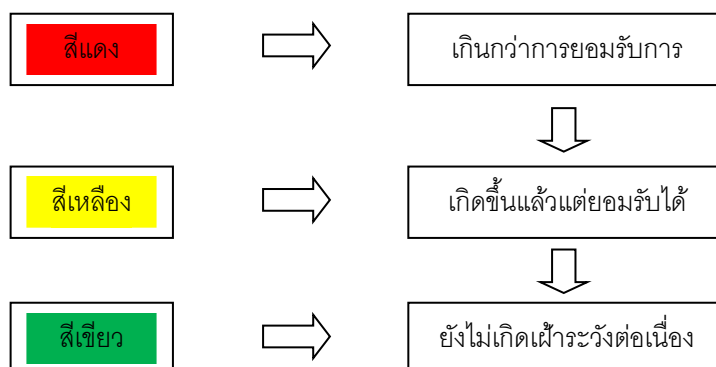 สีแดง
เกินกว่าการยอมรับการ
สีเหลือง
เกิดขึ้นแล้วแต่ยอมรับได้
สีเขียว
ยังไม่เกิดเฝ้าระวังต่อเนื่อง